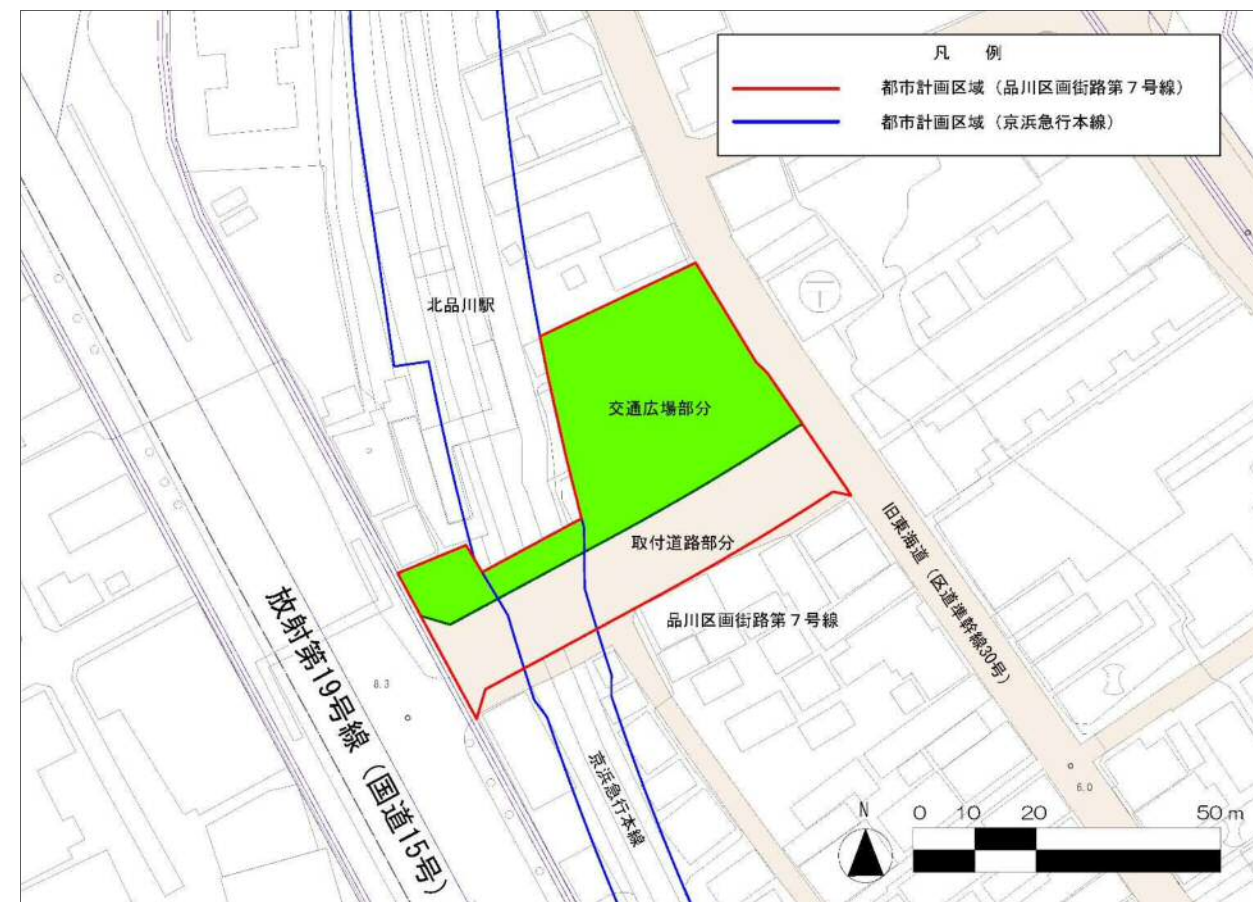 凡 例
都市計画区域（品川区画街路第７号線）
都市計画区域（京浜急行本線）
北品川駅
交通広場部分
取付道路部分
品川区画街路第７号線
旧東海道（区道準幹線30号）
放射第19号線（国道15号）
8.3
京浜急行本線
6.0
N
0 10 20 50 m